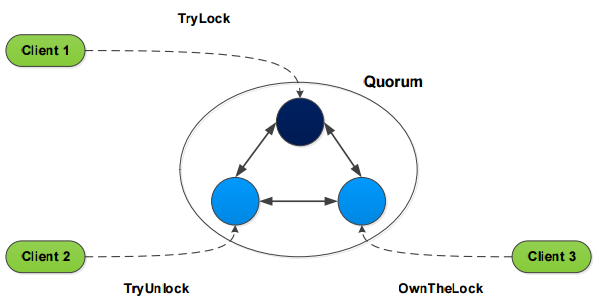 TryLock
Client 1
Quorum
Client 2
Client 3
TryUnlock
OwnTheLock